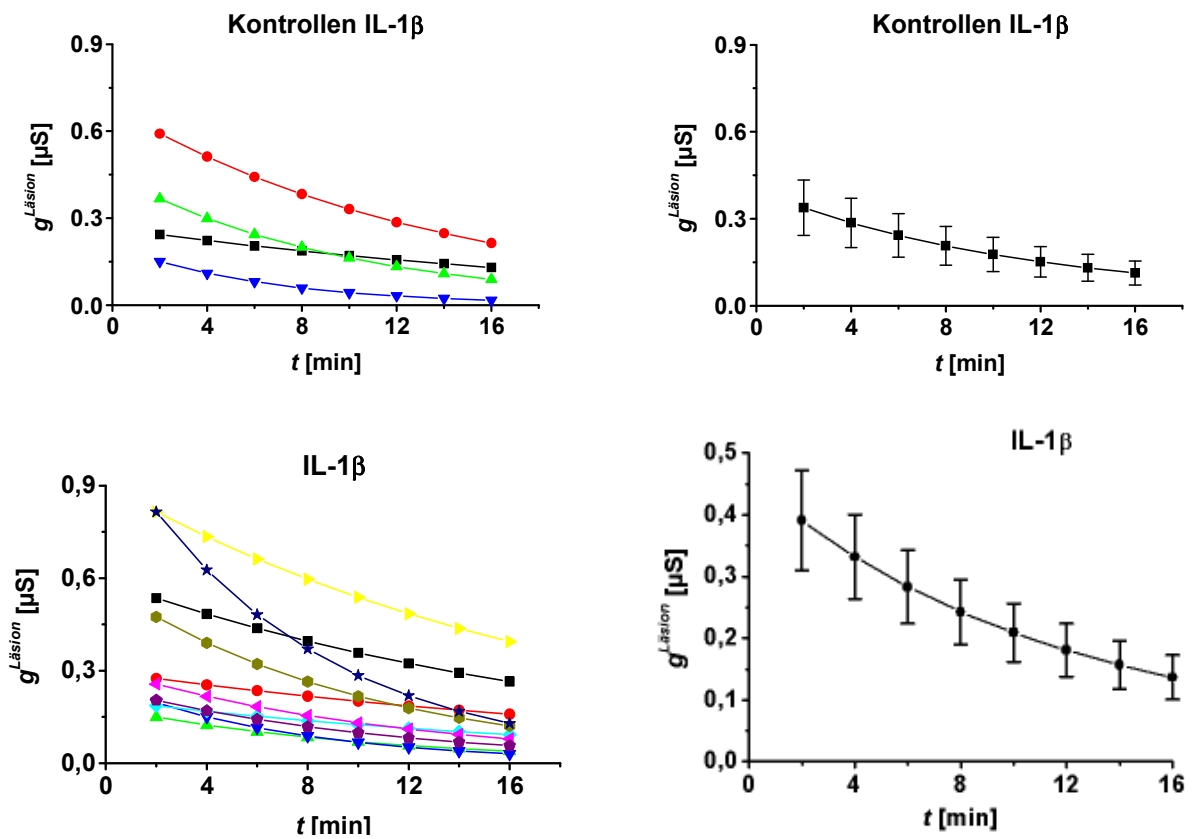 Kontrollen IL-1β
g^Läsion [µS]
0.9
0.6
0.3
0.0
0 4 8 12 16
t [min]
Kontrollen IL-1β
g^Läsion [µS]
0.9
0.6
0.3
0.0
0 4 8 12 16
t [min]
IL-1β
g^Läsion [µS]
0,9
0,6
0,3
0,0
0 4 8 12 16
t [min]
IL-1β
g^Läsion [µS]
0,5
0,4
0,3
0,2
0,1
0,0
0 4 8 12 16
t [min]